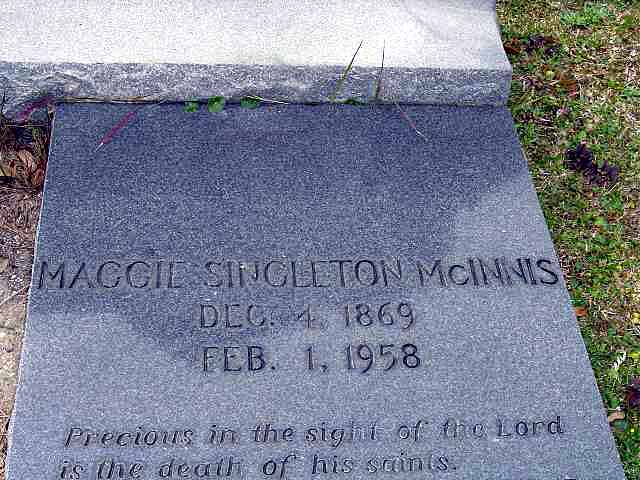 MAGGIE SINGLETON McINNIS
DEC. 4, 1869
FEB. 1, 1958
Precious in the sight of the Lord
is the death of his saints.